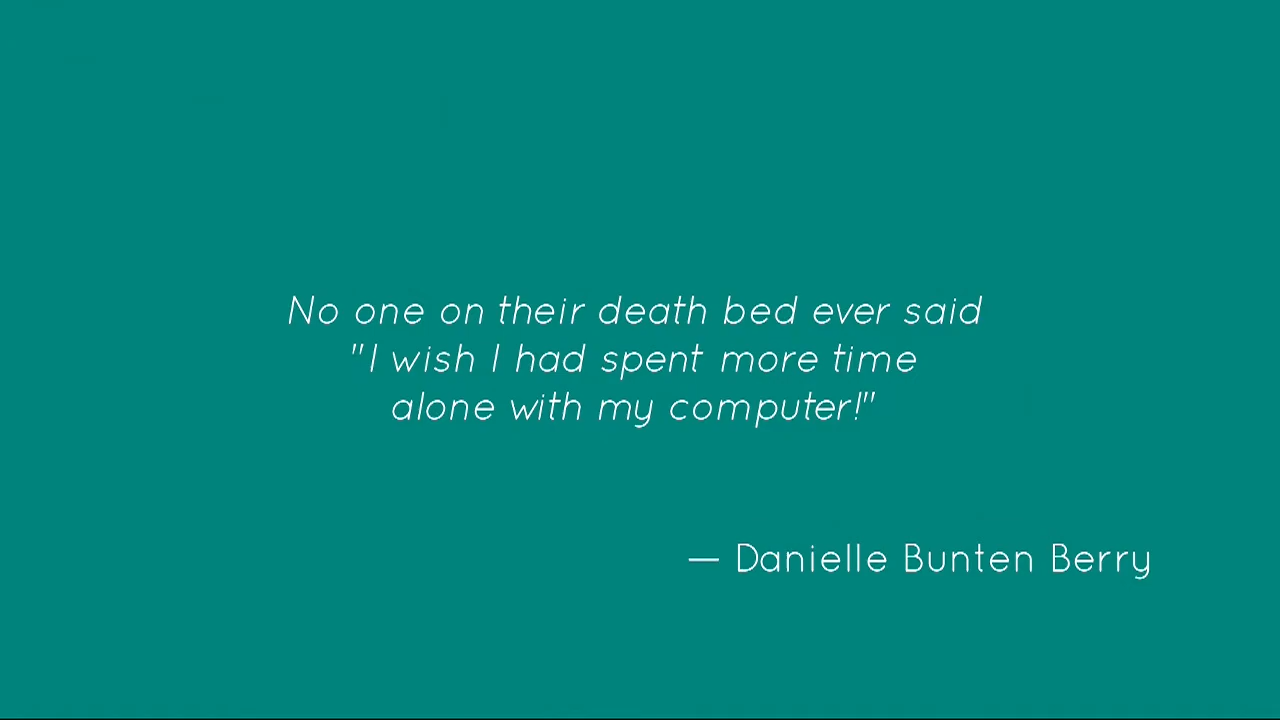 No one on their death bed ever said
"I wish I had spent more time
alone with my computer!"
— Danielle Bunten Berry